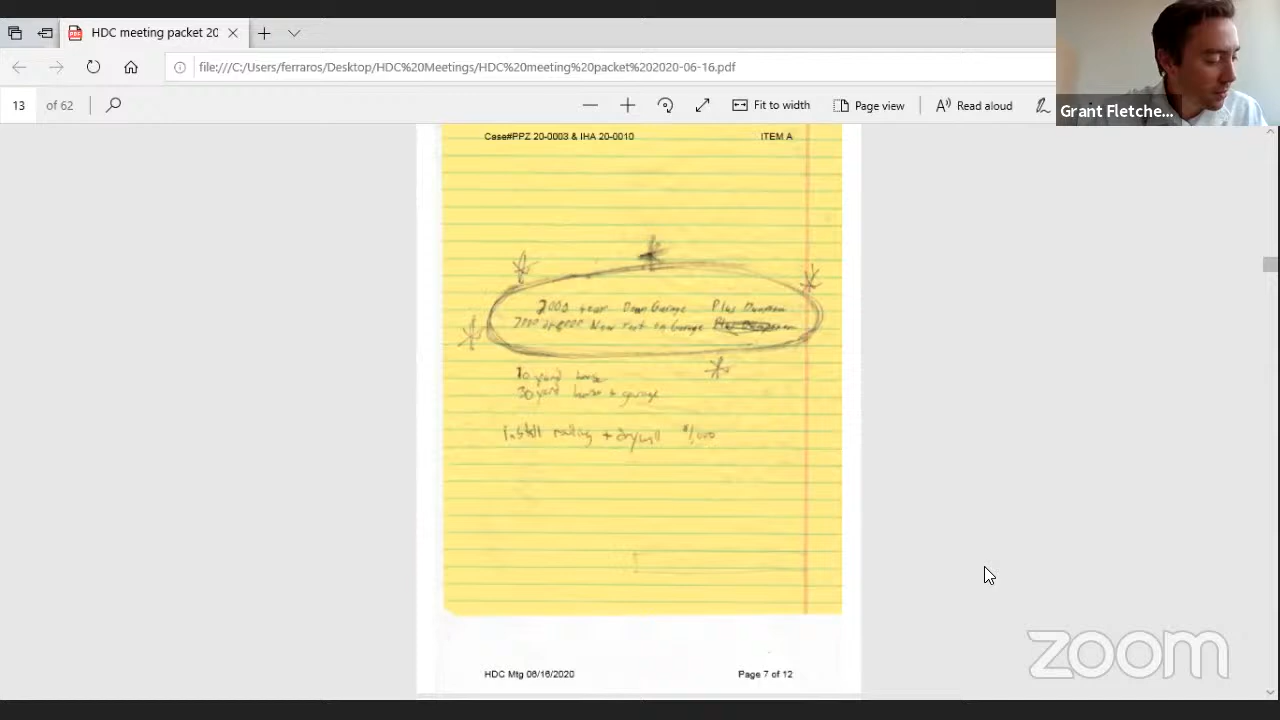 HDC meeting packet 20
file:///C:/Users/ferraros/Desktop/HDC%20Meetings/HDC%20meeting%20packet%202020-06-16.pdf
13 of 62
Fit to width
Page view
Read aloud
Grant Fletche...
Case#PPZ 20-0003 & IHA 20-0010
ITEM A
2000 tear Down Garage Plus
New roof on Garage
10 yard house
30 yard house + garage
install railing + drywall $1,000
HDC Mtg 06/16/2020
Page 7 of 12
zoom